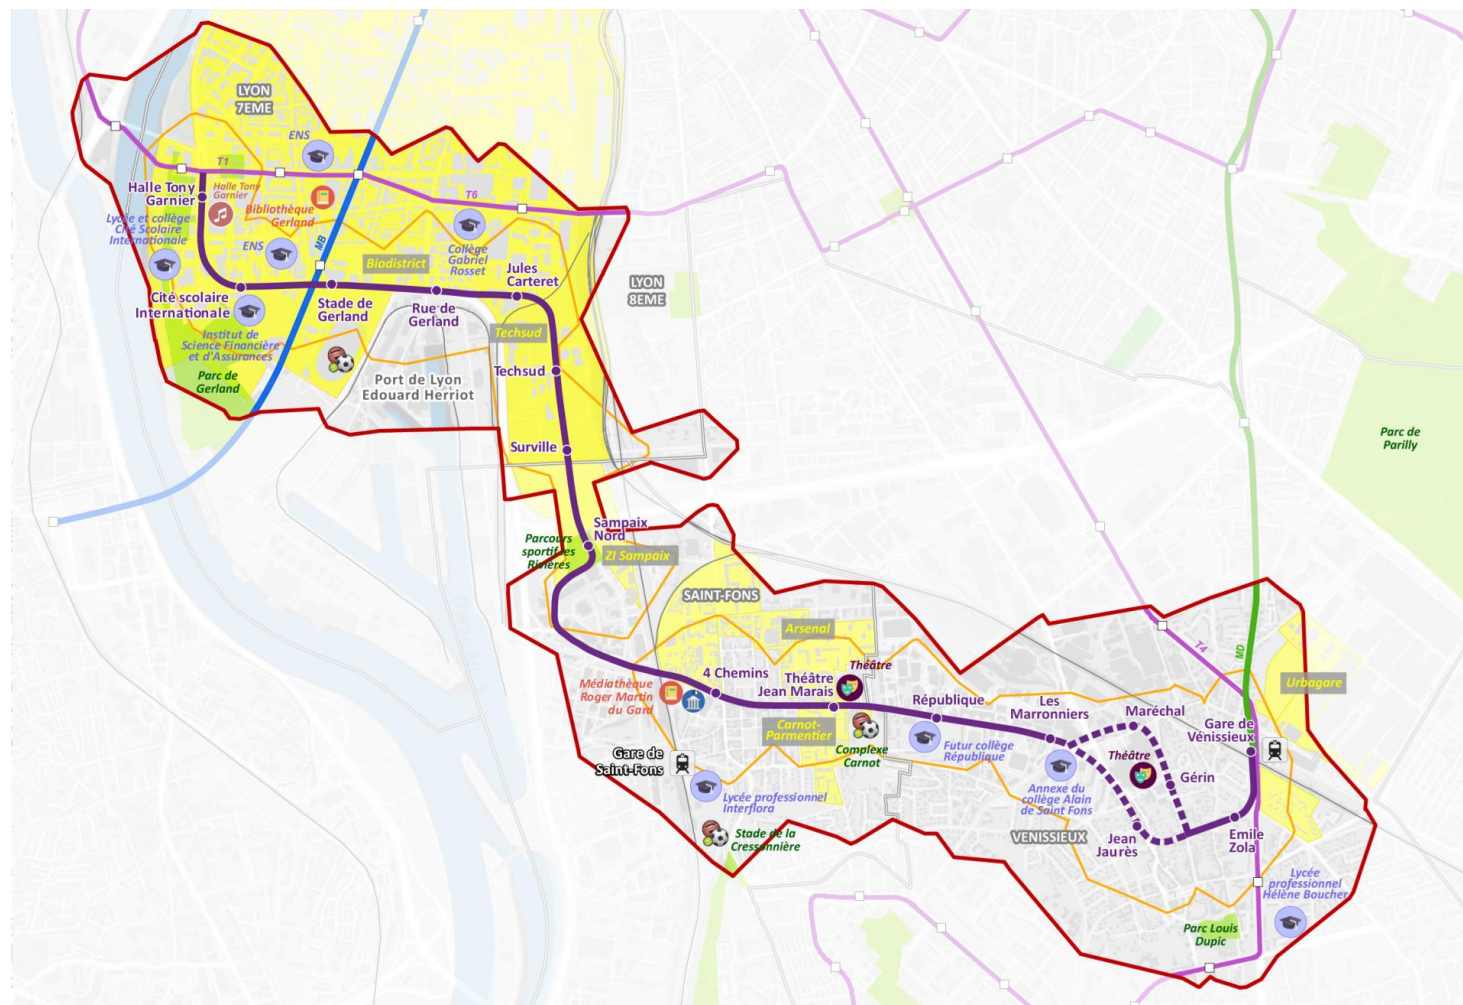 LYON
7EME
ENS
T1
Halle Tony
Garnier
Halle Tony
Garnier
Bibliothèque
Gerland
T6
Lycée et collège
Cité Scolaire
Internationale
ENS
MB
Collège
Gabriel
Rosset
Biodistrict
Jules
Carteret
LYON
8EME
Cité scolaire
Internationale
Stade de
Gerland
Rue de
Gerland
Institut de
Science Financière
et d'Assurances
Techsud
Parc de
Gerland
Port de Lyon
Edouard Herriot
Techsud
Surville
Parc de
Parilly
Sampaix
Nord
Parcours
sportif les
Rivières
ZI Sampaix
SAINT-FONS
Arsenal
T4
MD
Urbagare
4 Chemins
Théâtre
Jean Marais
Théâtre
Médiathèque
Roger Martin
du Gard
République
Les
Marronniers
Maréchal
Gare de
Vénissieux
Carnot-
Parmentier
Complexe
Carnot
Futur collège
République
Gare de
Saint-Fons
Théâtre
Gérin
Annexe du
collège Alain
de Saint Fons
Lycée professionnel
Interflora
Stade de la
Cressonnière
VENISSIEUX
Jean
Jaurès
Emile
Zola
Lycée
professionnel
Hélène Boucher
Parc Louis
Dupic